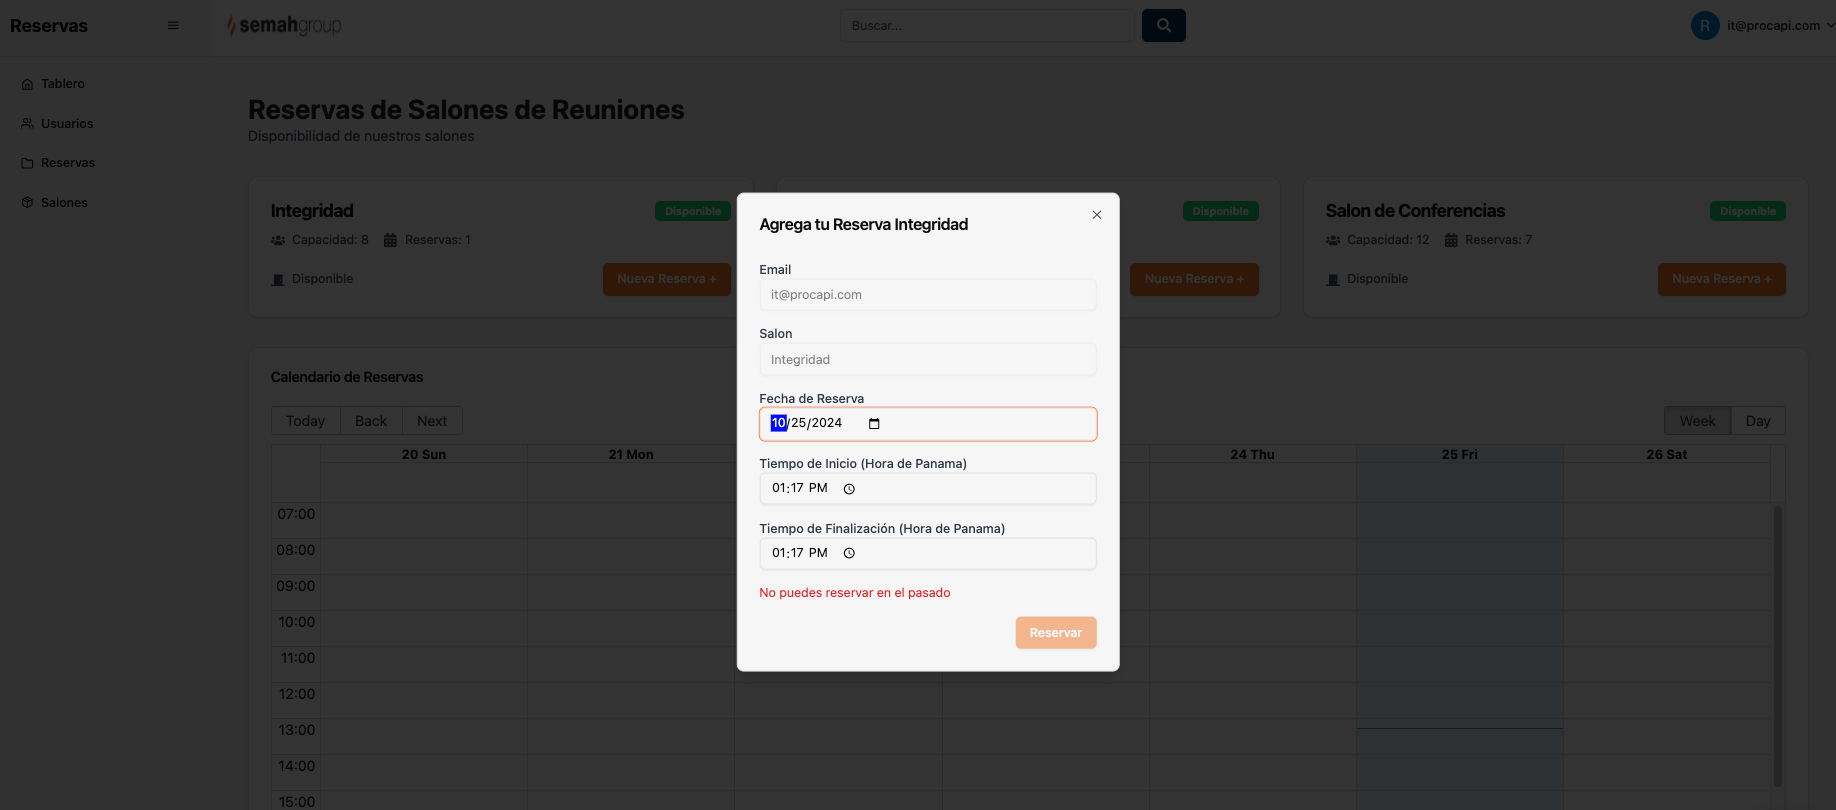 Reservas
semahgroup
Buscar...
R
it@procapi.com
Tablero
Usuarios
Reservas
Salones
Reservas de Salones de Reuniones
Disponibilidad de nuestros salones
Integridad
Disponible
Capacidad: 8
Reservas: 1
Disponible
Nueva Reserva +
Disponible
Nueva Reserva +
Salon de Conferencias
Disponible
Capacidad: 12
Reservas: 7
Disponible
Nueva Reserva +
Agrega tu Reserva Integridad
Email
it@procapi.com
Salon
Integridad
Fecha de Reserva
10/25/2024
Tiempo de Inicio (Hora de Panama)
01:17 PM
Tiempo de Finalización (Hora de Panama)
01:17 PM
No puedes reservar en el pasado
Reservar
Calendario de Reservas
Today
Back
Next
Week
Day
20 Sun
21 Mon
24 Thu
25 Fri
26 Sat
07:00
08:00
09:00
10:00
11:00
12:00
13:00
14:00
15:00